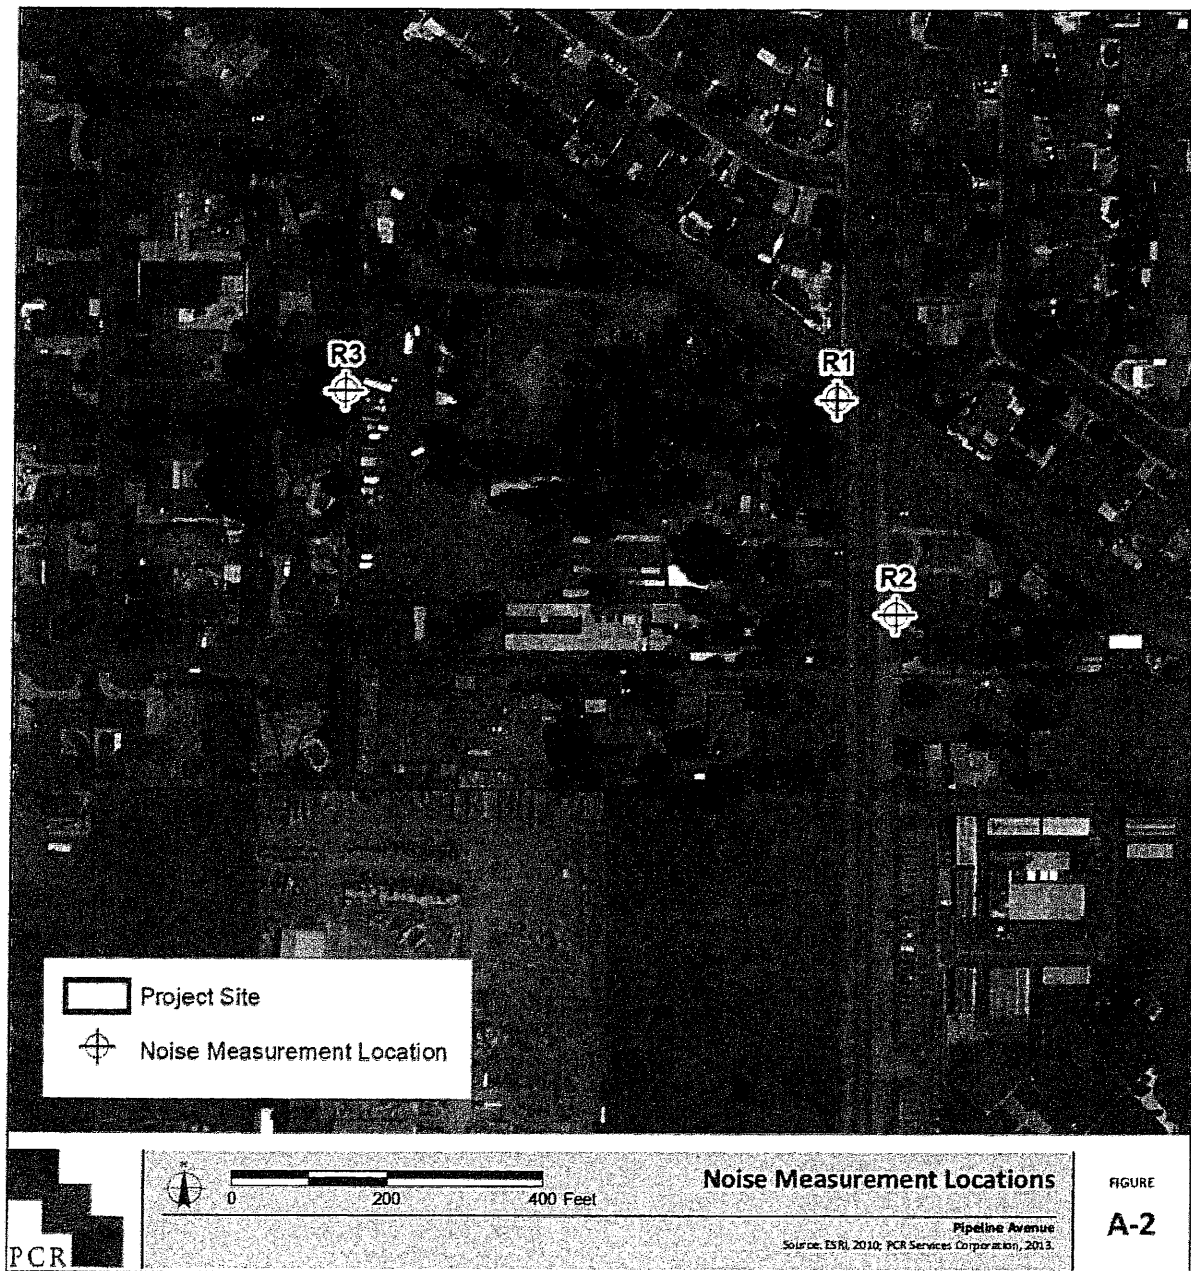 R3
R1
R2
Project Site
Noise Measurement Location
PCR
N
0 200 400 Feet
Noise Measurement Locations
Pipeline Avenue
Source: ESRI, 2010; PCR Services Corporation, 2013.
FIGURE
A-2